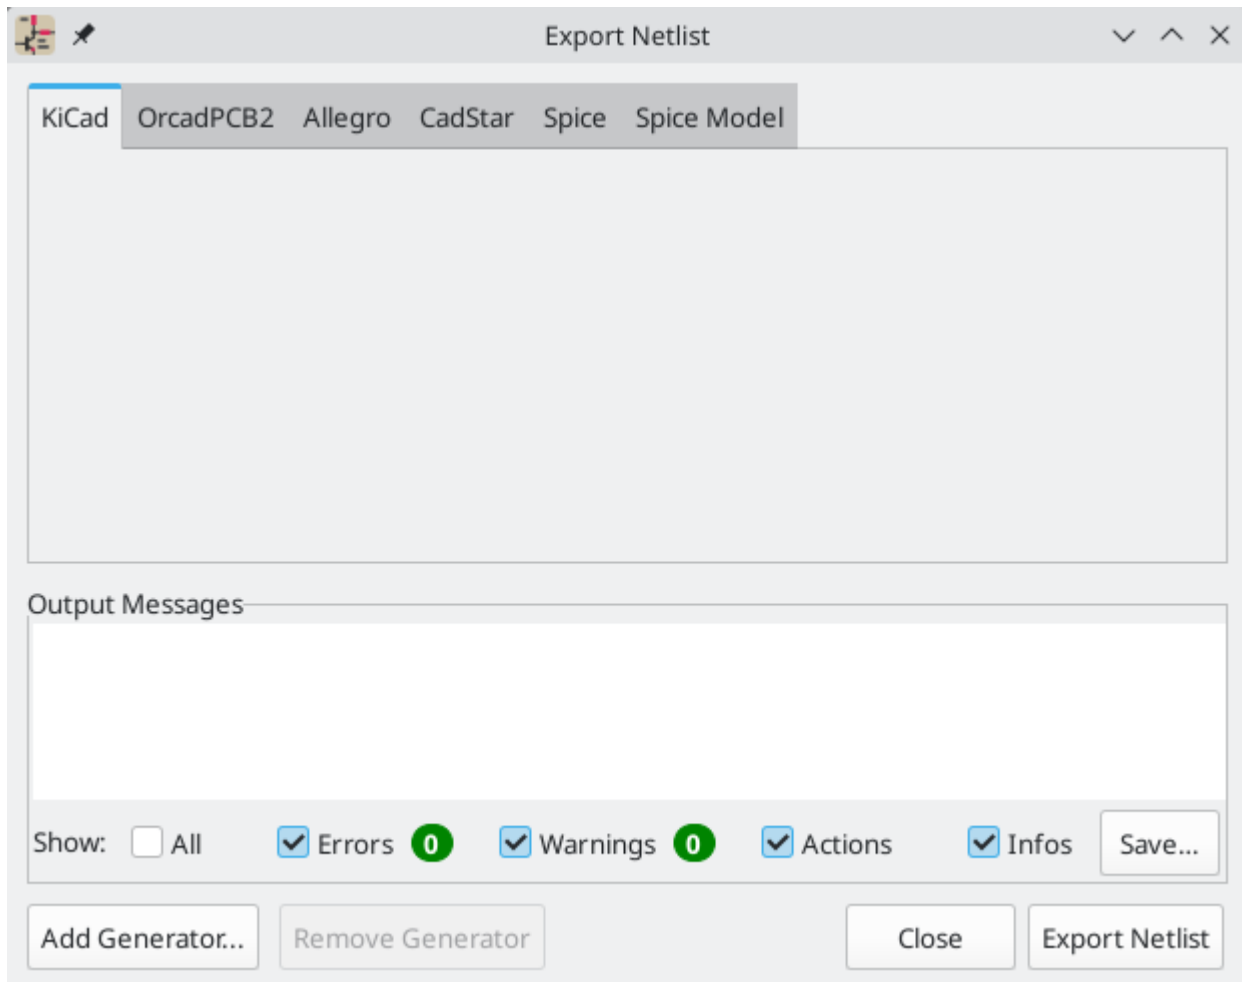 Export Netlist
KiCad OrcadPCB2 Allegro CadStar Spice Spice Model
Output Messages
Show: All Errors 0 Warnings 0 Actions Infos Save...
Add Generator... Remove Generator Close Export Netlist